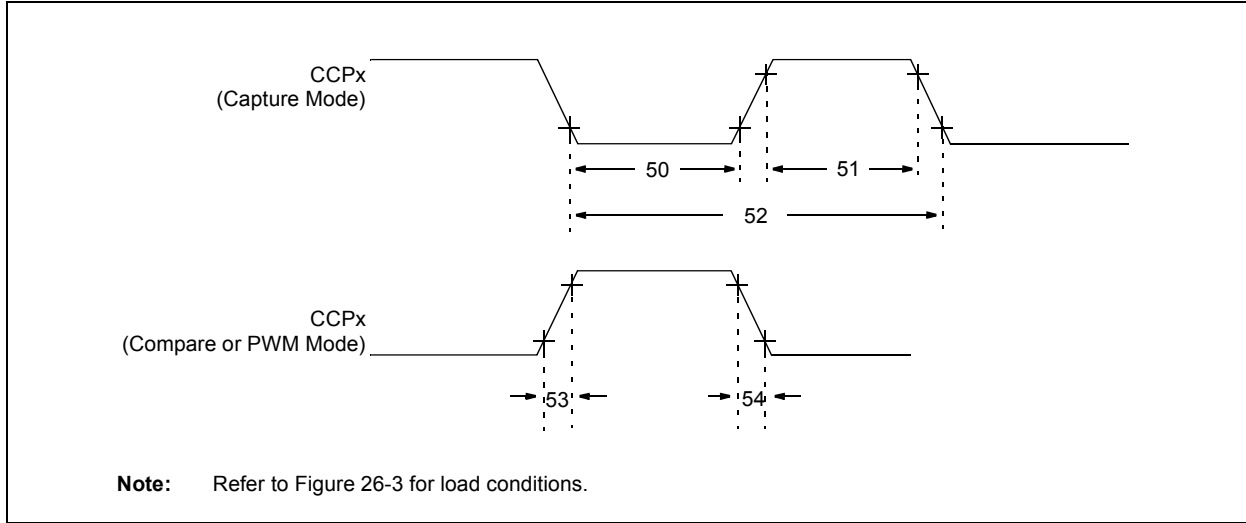 CCPx
(Capture Mode)
50
51
52
CCPx
(Compare or PWM Mode)
53
54
Note: Refer to Figure 26-3 for load conditions.